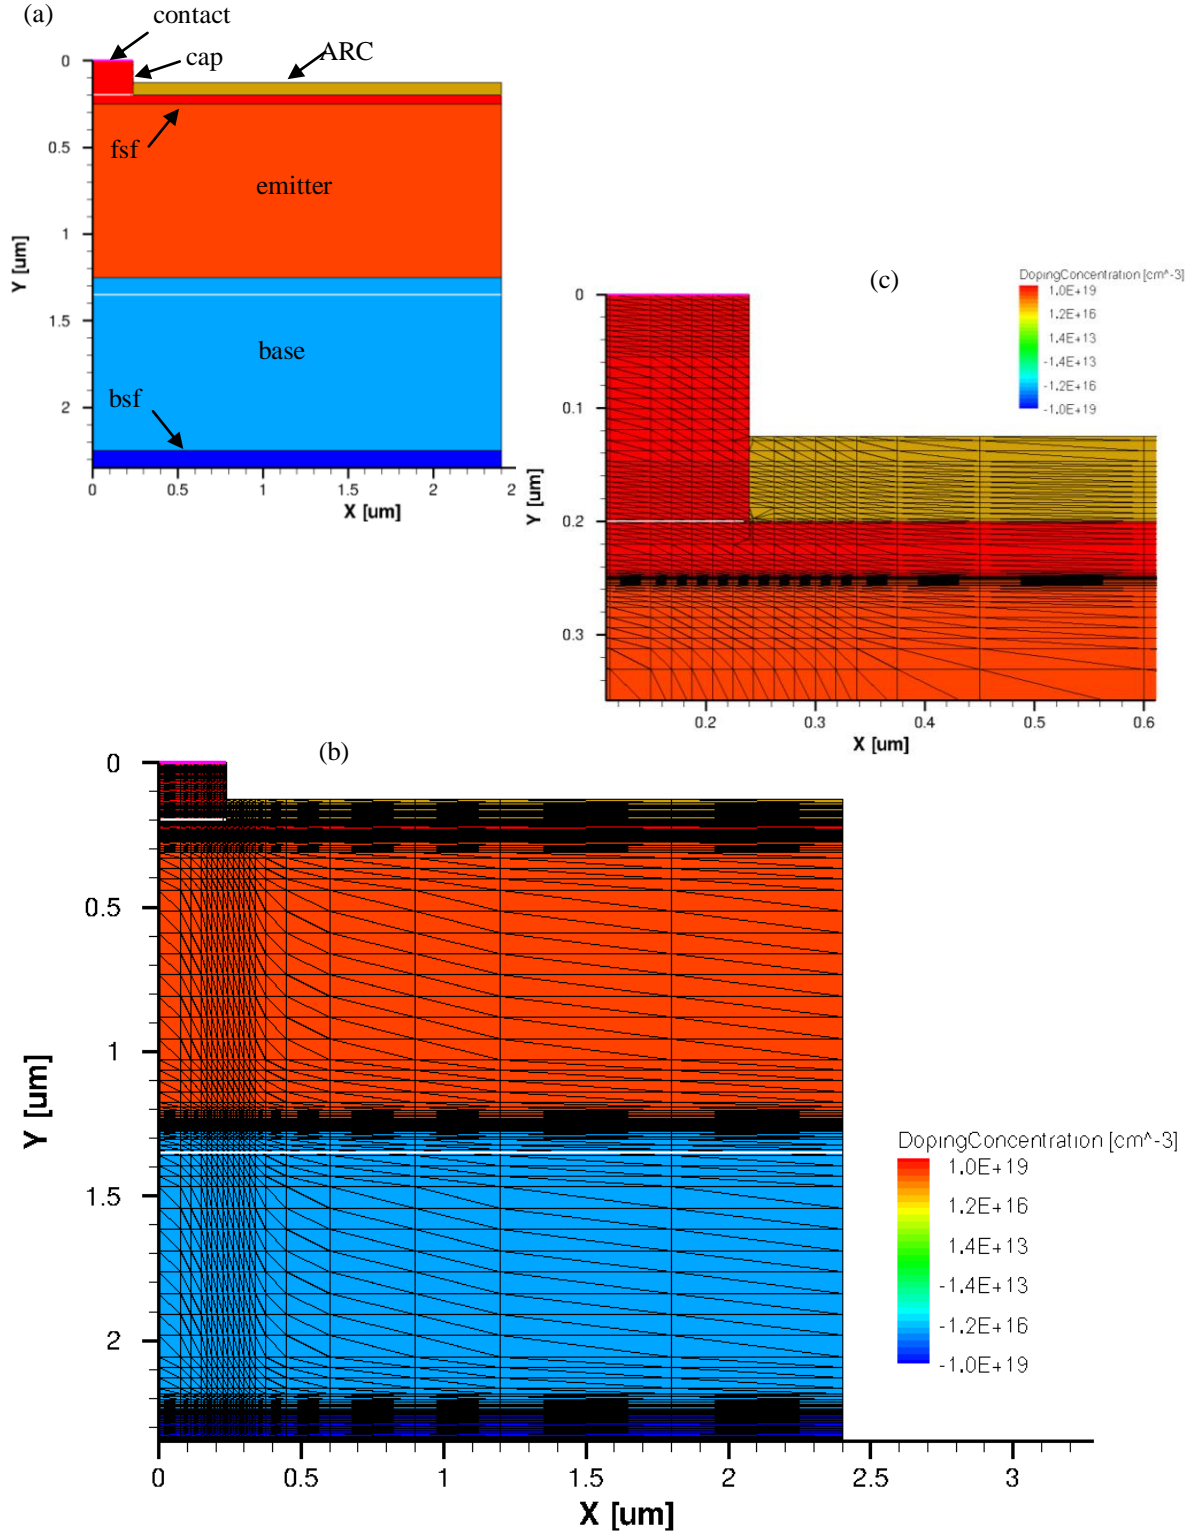 (a)
contact
cap
ARC
0
fsf
0.5
emitter
1
Y [um]
1.5
base
bsf
2
0
0.5
1
1.5
2
2
X [um]
(c)
DopingConcentration [cm^-3]
1.0E+19
1.2E+16
1.4E+13
-1.4E+13
-1.2E+16
-1.0E+19
0
0.1
Y [um]
0.2
0.3
0.2
0.3
0.4
0.5
0.6
X [um]
(b)
0
0.5
1
Y [um]
1.5
2
DopingConcentration [cm^-3]
1.0E+19
1.2E+16
1.4E+13
-1.4E+13
-1.2E+16
-1.0E+19
0
0.5
1
1.5
2
2.5
3
X [um]